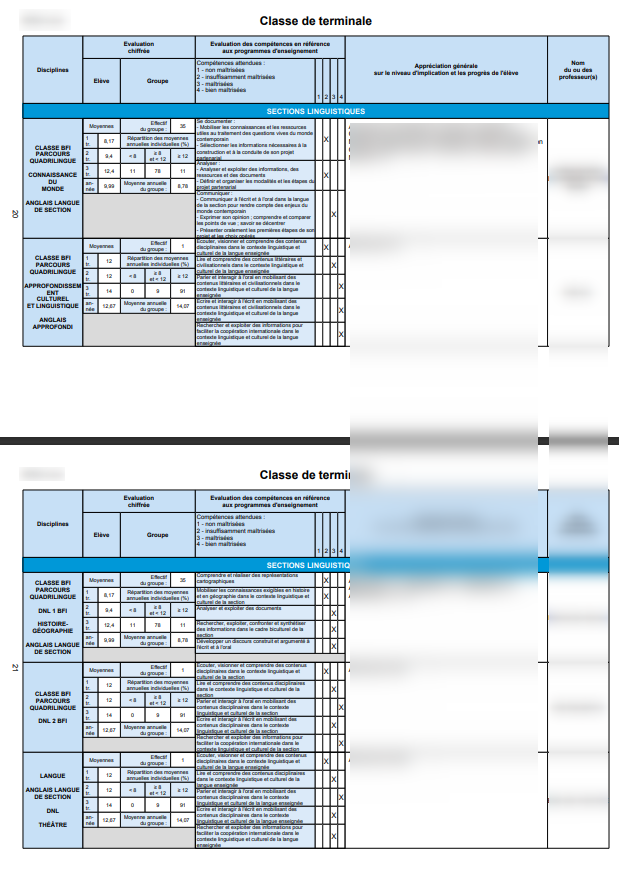 Classe de terminale
Disciplines
Evaluation
chiffrée
Elève
Groupe
Evaluation des compétences en référence
aux programmes d'enseignement
Compétences attendues :
1 - non maîtrisées
2 - insuffisamment maîtrisées
3 - maîtrisées
4 - bien maîtrisées
1 2 3 4
Appréciation générale
sur le niveau d'implication et les progrès de l'élève
Nom
du ou des
professeur(s)
SECTIONS LINGUISTIQUES
CLASSE BFI
PARCOURS
QUADRILINGUE
CONNAISSANCE
DU
MONDE
ANGLAIS LANGUE
DE SECTION
Moyennes
Effectif
du groupe :
35
1
tr.
8,17
Répartition des moyennes
annuelles individuelles (%)
2
tr.
9,4
< 8
≥ 8
et < 12
≥ 12
3
tr.
12,4
11
78
11
an-
née
9,99
Moyenne annuelle
du groupe :
8,78
Se documenter :
- Mobiliser les connaissances et les ressources
utiles au traitement des questions vives du monde
contemporain
- Sélectionner les informations nécessaires à la
construction et à la conduite de son projet
partenarial
X
Analyser :
- Analyser et exploiter des informations, des
ressources et des documents
- Définir et organiser les modalités et les étapes du
projet partenarial
X
Communiquer :
- Communiquer à l'écrit et à l'oral dans la langue
de la section pour rendre compte des enjeux du
monde contemporain
- Exprimer son opinion ; comprendre et comparer
les points de vue ; savoir se décentrer
- Présenter oralement les premières étapes de son
projet et les choix opérés
X
20
CLASSE BFI
PARCOURS
QUADRILINGUE
APPROFONDISSEM
ENT
CULTUREL
ET LINGUISTIQUE
ANGLAIS
APPROFONDI
Moyennes
Effectif
du groupe :
1
1
tr.
12
Répartition des moyennes
annuelles individuelles (%)
2
tr.
12
< 8
≥ 8
et < 12
≥ 12
3
tr.
14
0
9
91
an-
née
12,67
Moyenne annuelle
du groupe :
14,07
Ecouter, visionner et comprendre des contenus
disciplinaires dans le contexte linguistique et culturel
de la langue enseignée
X
Lire et comprendre des contenus littéraires et
civilisationnels dans le contexte linguistique et
culturel de la langue enseignée
X
Parler et interagir à l'oral en mobilisant des
contenus littéraires et civilisationnels dans le
contexte linguistique et culturel de la langue
enseignée
X
Ecrire et interagir à l'écrit en mobilisant des
contenus littéraires et civilisationnels dans le
contexte linguistique et culturel de la langue
enseignée
X
Rechercher et exploiter des informations pour
faciliter la coopération internationale dans le
contexte linguistique et culturel de la langue
enseignée
X
Classe de termin
Disciplines
Evaluation
chiffrée
Elève
Groupe
Evaluation des compétences en référence
aux programmes d'enseignement
Compétences attendues :
1 - non maîtrisées
2 - insuffisamment maîtrisées
3 - maîtrisées
4 - bien maîtrisées
1 2 3 4
SECTIONS LINGUISTIQ
CLASSE BFI
PARCOURS
QUADRILINGUE
DNL 1 BFI
HISTOIRE-
GÉOGRAPHIE
ANGLAIS LANGUE
DE SECTION
Moyennes
Effectif
du groupe :
35
1
tr.
8,17
Répartition des moyennes
annuelles individuelles (%)
2
tr.
9,4
< 8
≥ 8
et < 12
≥ 12
3
tr.
12,4
11
78
11
an-
née
9,99
Moyenne annuelle
du groupe :
8,78
Comprendre et réaliser des représentations
cartographiques
X
Mobiliser les connaissances exigibles en histoire
et en géographie dans le contexte linguistique et
culturel de la section
X
Analyser et exploiter des documents
X
Rechercher, exploiter, confronter et synthétiser
des informations dans le cadre biculturel de la
section
X
Développer un discours construit et argumenté à
l'écrit et à l'oral
X
21
CLASSE BFI
PARCOURS
QUADRILINGUE
DNL 2 BFI
Moyennes
Effectif
du groupe :
1
1
tr.
12
Répartition des moyennes
annuelles individuelles (%)
2
tr.
12
< 8
≥ 8
et < 12
≥ 12
3
tr.
14
0
9
91
an-
née
12,67
Moyenne annuelle
du groupe :
14,07
Ecouter, visionner et comprendre des contenus
disciplinaires dans le contexte linguistique et
culturel de la section
X
Lire et comprendre des contenus disciplinaires
dans le contexte linguistique et culturel de la
section
X
Parler et interagir à l'oral en mobilisant des
contenus disciplinaires dans le contexte
linguistique et culturel de la section
X
Ecrire et interagir à l'écrit en mobilisant des
contenus disciplinaires dans le contexte
linguistique et culturel de la section
X
Rechercher et exploiter des informations pour
faciliter la coopération internationale dans le
contexte linguistique et culturel de la section
X
LANGUE
ANGLAIS LANGUE
DE SECTION
DNL
THÉÂTRE
Moyennes
Effectif
du groupe :
1
1
tr.
12
Répartition des moyennes
annuelles individuelles (%)
2
tr.
12
< 8
≥ 8
et < 12
≥ 12
3
tr.
14
0
9
91
an-
née
12,67
Moyenne annuelle
du groupe :
14,07
Ecouter, visionner et comprendre des contenus
disciplinaires dans le contexte linguistique et
culturel de la langue enseignée
X
Lire et comprendre des contenus disciplinaires
dans le contexte linguistique et culturel de la
langue enseignée
X
Parler et interagir à l'oral en mobilisant des
contenus disciplinaires dans le contexte
linguistique et culturel de la langue enseignée
X
Ecrire et interagir à l'écrit en mobilisant des
contenus disciplinaires dans le contexte
linguistique et culturel de la langue enseignée
X
Rechercher et exploiter des informations pour
faciliter la coopération internationale dans le
contexte linguistique et culturel de la langue
enseignée
X